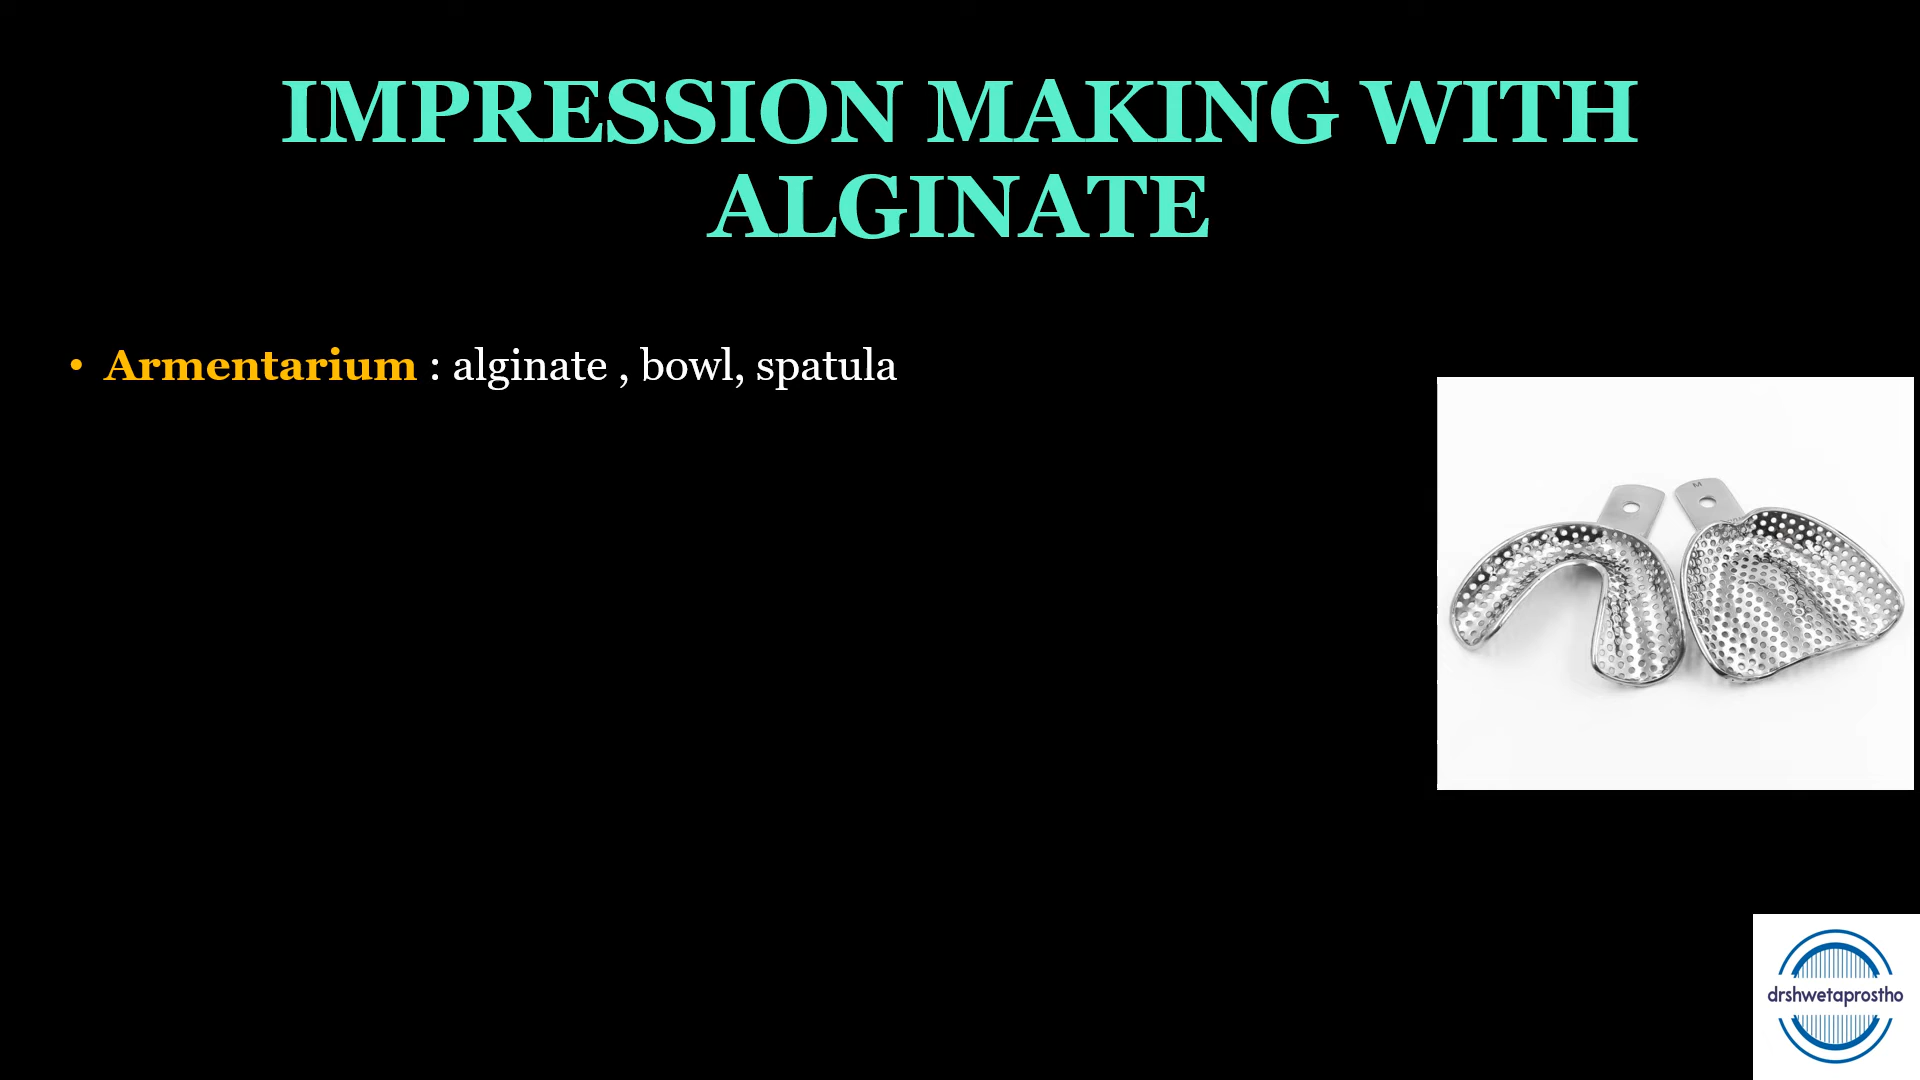 IMPRESSION MAKING WITH
ALGINATE
• Armentarium : alginate , bowl, spatula
M
drshwetaprostho